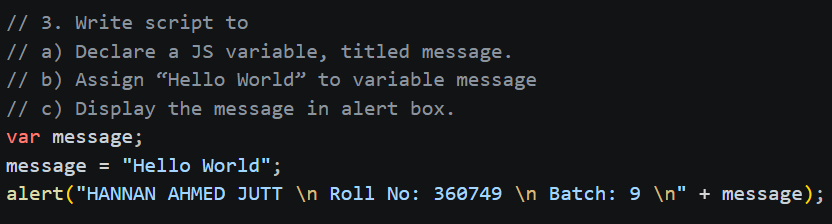 // 3. Write script to
// a) Declare a JS variable, titled message.
// b) Assign “Hello World” to variable message
// c) Display the message in alert box.
var message;
message = "Hello World";
alert("HANNAN AHMED JUTT \n Roll No: 360749 \n Batch: 9 \n" + message);